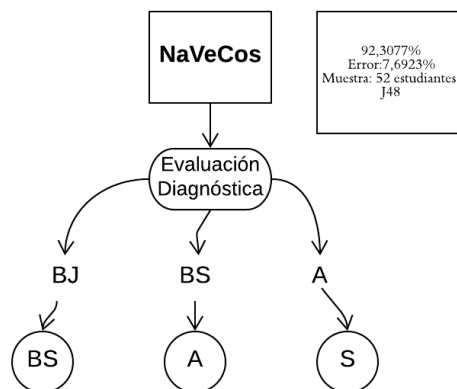 NaVeCos
92,3077%
Error:7,6923%
Muestra: 52 estudiantes
J48
Evaluación
Diagnóstica
BJ
BS
A
BS
A
S